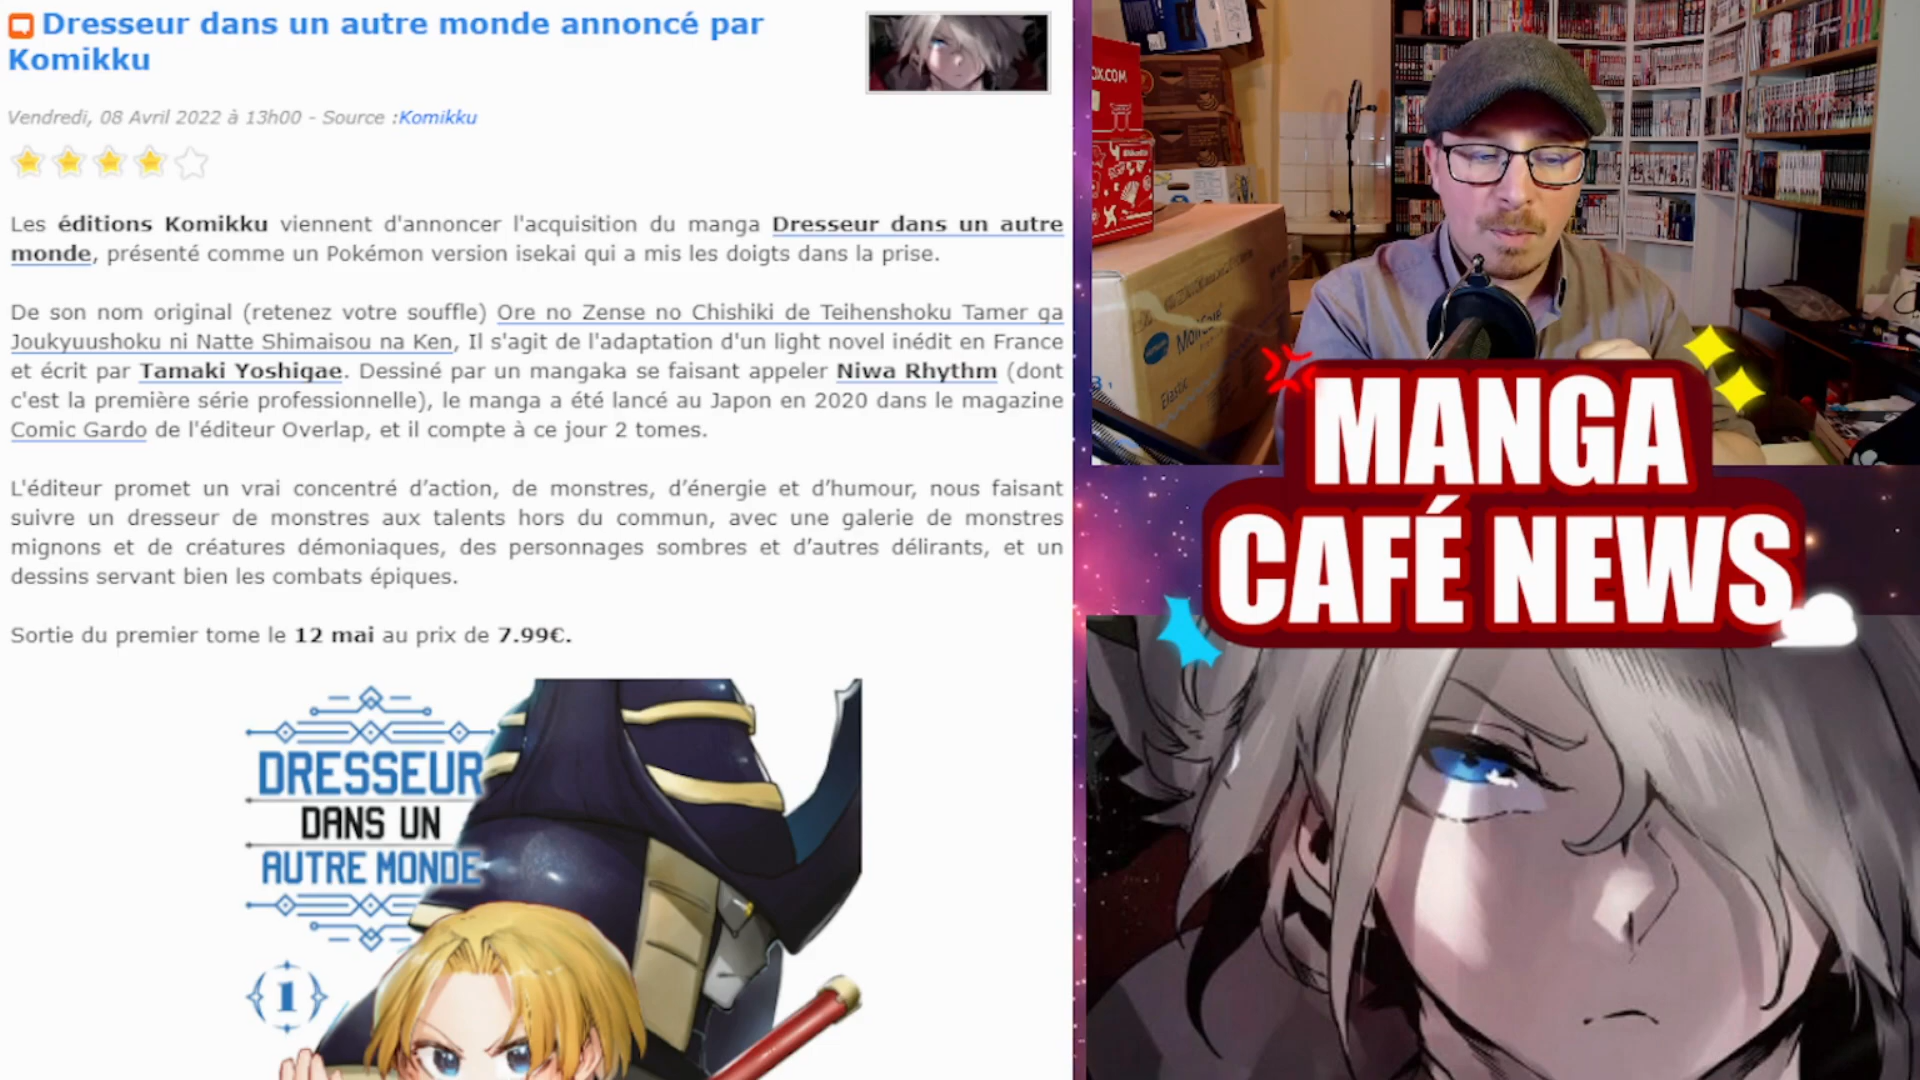 Dresseur dans un autre monde annoncé par
Komikku
Vendredi, 08 Avril 2022 à 13h00 - Source :Komikku
Les éditions Komikku viennent d'annoncer l'acquisition du manga Dresseur dans un autre
monde, présenté comme un Pokémon version isekai qui a mis les doigts dans la prise.
De son nom original (retenez votre souffle) Ore no Zense no Chishiki de Teihenshoku Tamer ga
Joukyuushoku ni Natte Shimaisou na Ken, Il s'agit de l'adaptation d'un light novel inédit en France
et écrit par Tamaki Yoshigae. Dessiné par un mangaka se faisant appeler Niwa Rhythm (dont
c'est la première série professionnelle), le manga a été lancé au Japon en 2020 dans le magazine
Comic Gardo de l'éditeur Overlap, et il compte à ce jour 2 tomes.
L'éditeur promet un vrai concentré d’action, de monstres, d’énergie et d’humour, nous faisant
suivre un dresseur de monstres aux talents hors du commun, avec une galerie de monstres
mignons et de créatures démoniaques, des personnages sombres et d’autres délirants, et un
dessins servant bien les combats épiques.
Sortie du premier tome le 12 mai au prix de 7.99€.
DRESSEUR
DANS UN
AUTRE MONDE
1
MANGA
CAFÉ NEWS
OX.COM
MoliCare
Elastic